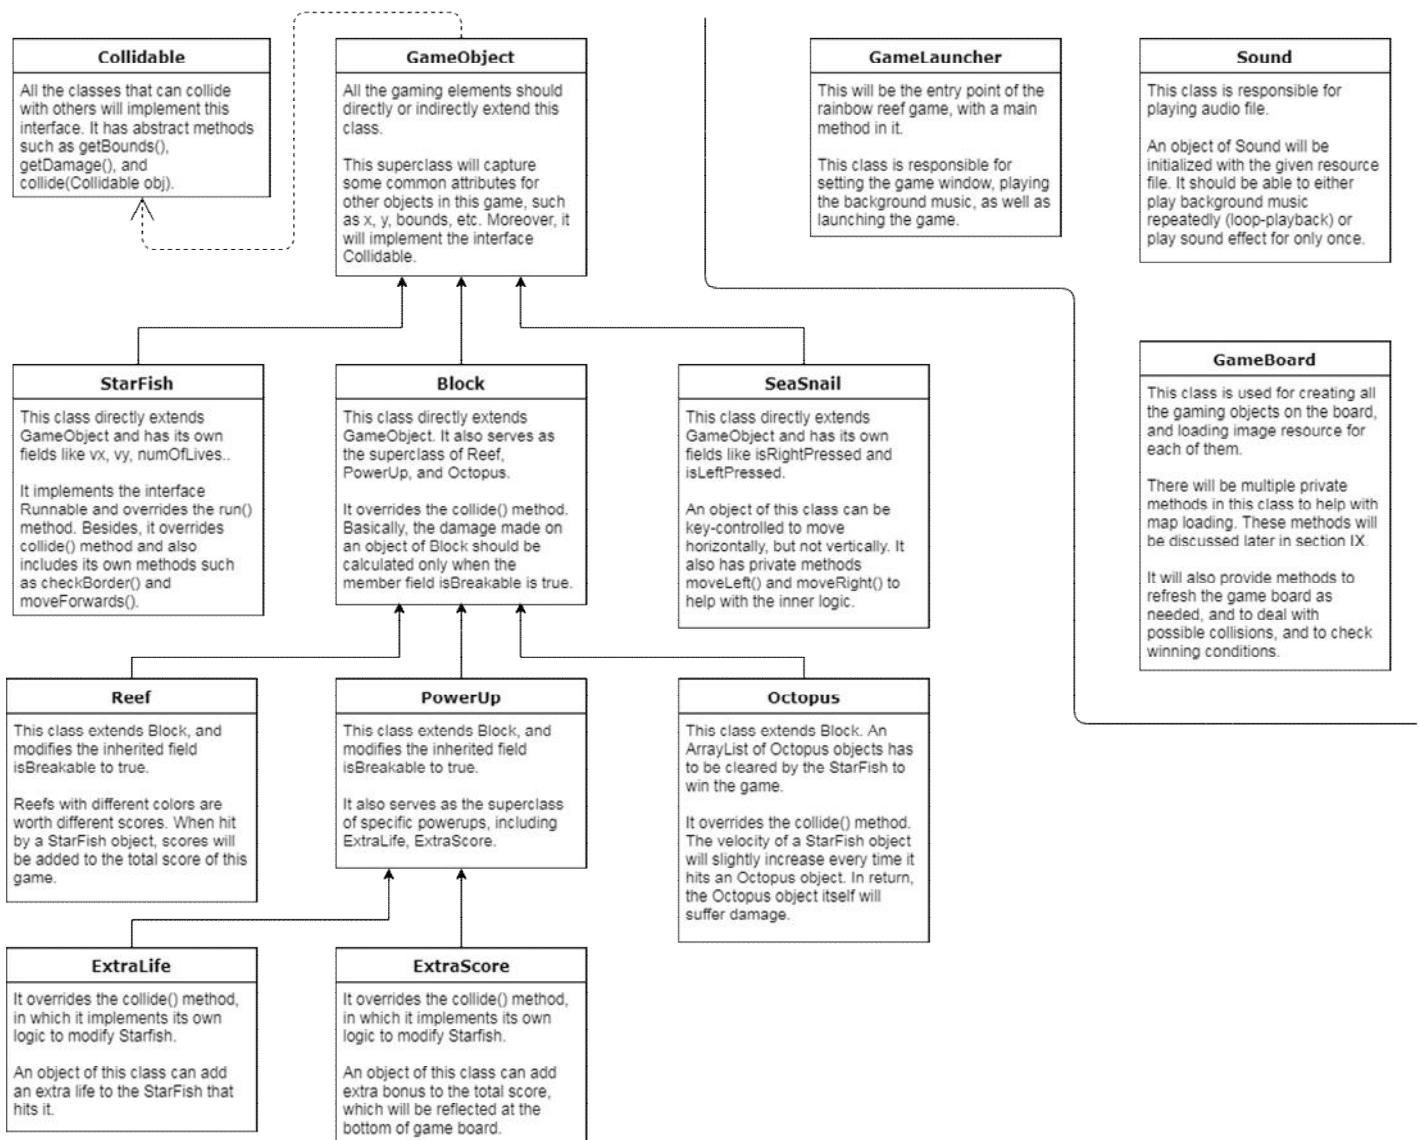 Collidable
All the classes that can collide
with others will implement this
interface. It has abstract methods
such as getBounds(),
getDamage(), and
collide(Collidable obj).
GameObject
All the gaming elements should
directly or indirectly extend this
class.
This superclass will capture
some common attributes for
other objects in this game, such
as x, y, bounds, etc. Moreover, it
will implement the interface
Collidable.
GameLauncher
This will be the entry point of the
rainbow reef game, with a main
method in it.
This class is responsible for
setting the game window, playing
the background music, as well as
launching the game.
Sound
This class is responsible for
playing audio file.
An object of Sound will be
initialized with the given resource
file. It should be able to either
play background music
repeatedly (loop-playback) or
play sound effect for only once.
StarFish
This class directly extends
GameObject and has its own
fields like vx, vy, numOfLives..
It implements the interface
Runnable and overrides the run()
method. Besides, it overrides
collide() method and also
includes its own methods such
as checkBorder() and
moveForwards().
Block
This class directly extends
GameObject. It also serves as
the superclass of Reef,
PowerUp, and Octopus.
It overrides the collide() method.
Basically, the damage made on
an object of Block should be
calculated only when the
member field isBreakable is true.
SeaSnail
This class directly extends
GameObject and has its own
fields like isRightPressed and
isLeftPressed.
An object of this class can be
key-controlled to move
horizontally, but not vertically. It
also has private methods
moveLeft() and moveRight() to
help with the inner logic.
GameBoard
This class is used for creating all
the gaming objects on the board,
and loading image resource for
each of them.
There will be multiple private
methods in this class to help with
map loading. These methods will
be discussed later in section IX.
It will also provide methods to
refresh the game board as
needed, and to deal with
possible collisions, and to check
winning conditions.
Reef
This class extends Block, and
modifies the inherited field
isBreakable to true.
Reefs with different colors are
worth different scores. When hit
by a StarFish object, scores will
be added to the total score of this
game.
PowerUp
This class extends Block, and
modifies the inherited field
isBreakable to true.
It also serves as the superclass
of specific powerups, including
ExtraLife, ExtraScore.
Octopus
This class extends Block. An
ArrayList of Octopus objects has
to be cleared by the StarFish to
win the game.
It overrides the collide() method.
The velocity of a StarFish object
will slightly increase every time it
hits an Octopus object. In return,
the Octopus object itself will
suffer damage.
ExtraLife
It overrides the collide() method,
in which it implements its own
logic to modify Starfish.
An object of this class can add
an extra life to the StarFish that
hits it.
ExtraScore
It overrides the collide() method,
in which it implements its own
logic to modify Starfish.
An object of this class can add
extra bonus to the total score,
which will be reflected at the
bottom of game board.